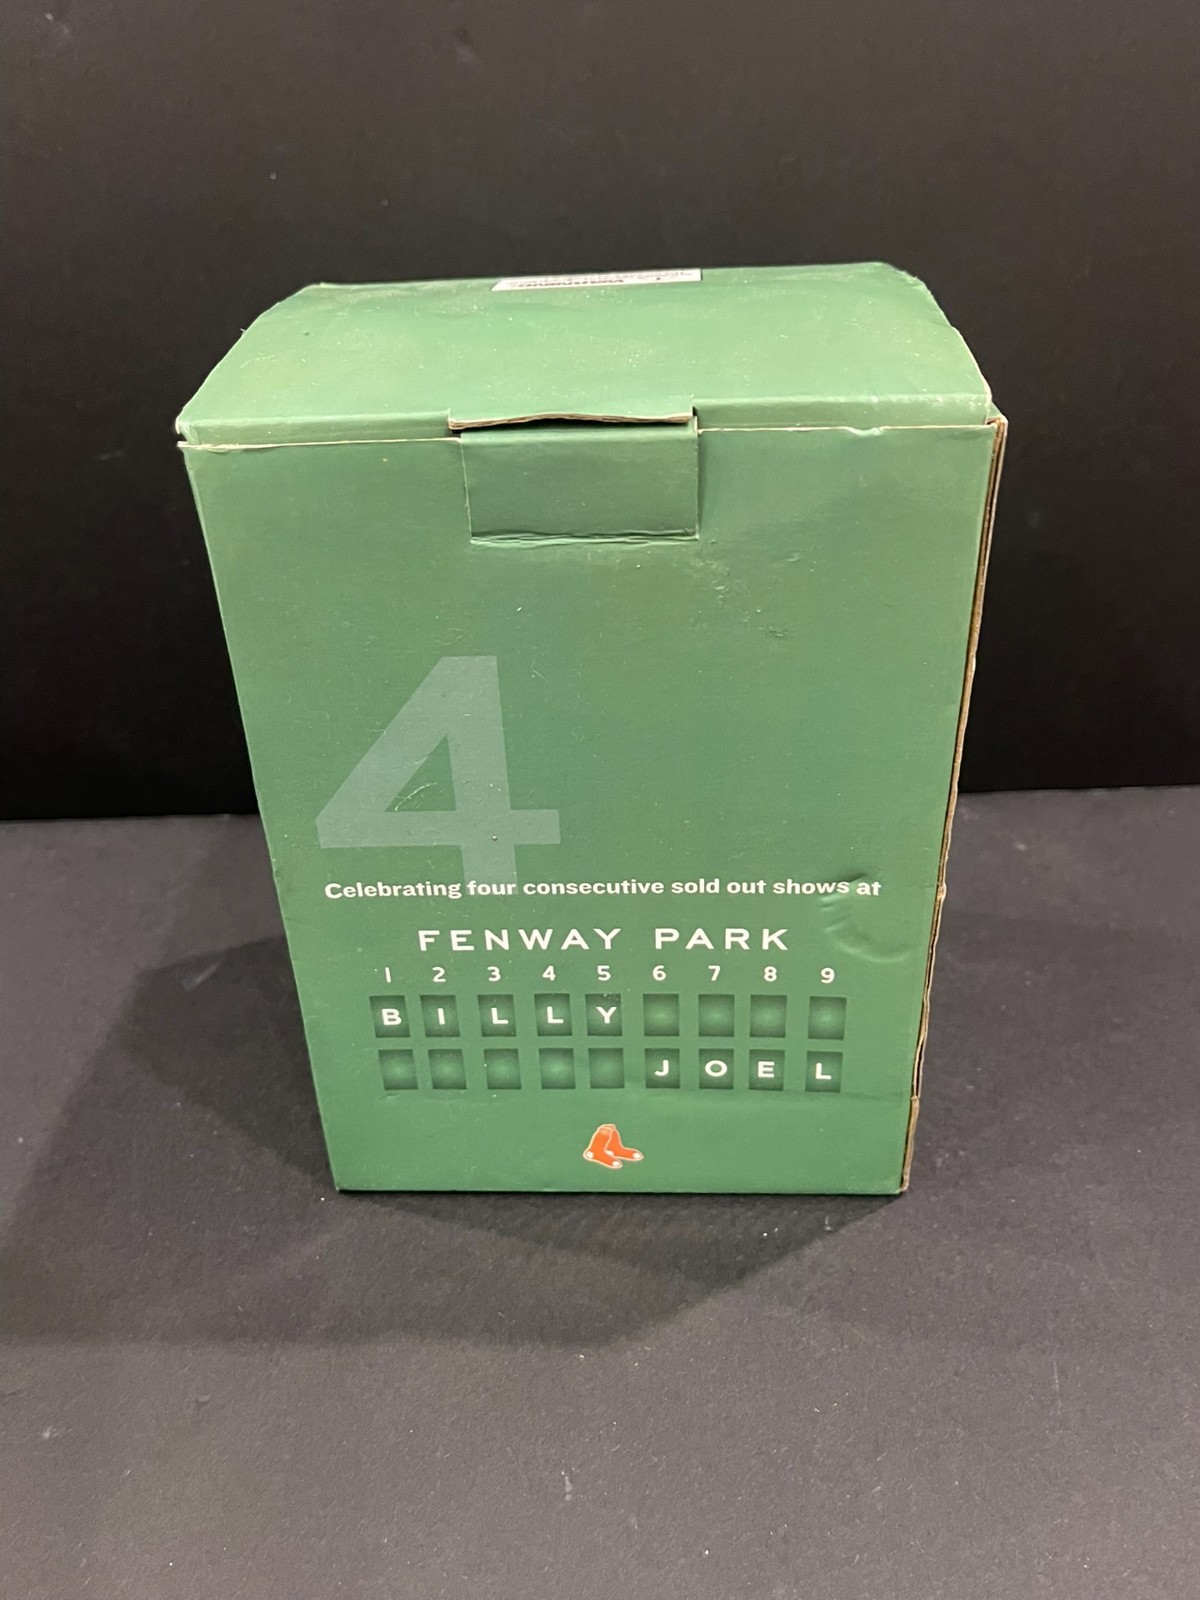 4
Celebrating four consecutive sold out shows at
FENWAY PARK
1 2 3 4 5 6 7 8 9
B I L L Y
J O E L